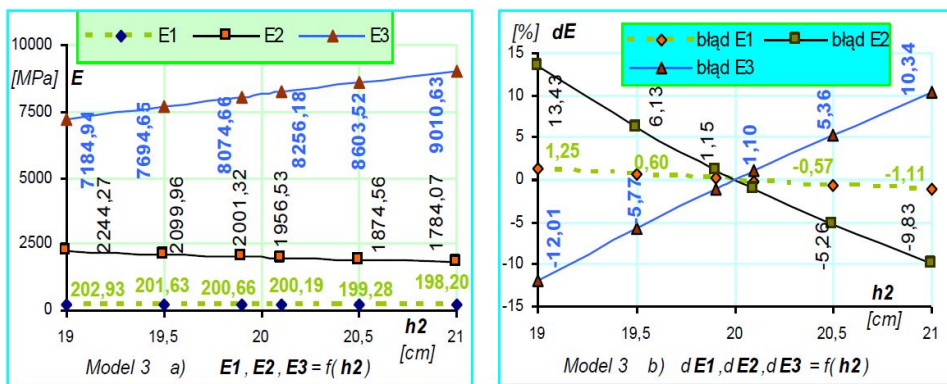 E1 E2 E3
10000
[MPa] E
7500
5000
2500
0
7184,94
7694,65
8074,66
8256,18
8603,52
9010,63
2244,27
2099,96
2001,32
1956,53
1874,56
1784,07
202,93 201,63 200,66 200,19 199,28 198,20
19 19,5 20 20,5 21
h2
[cm]
Model 3 a) E1, E2, E3 = f( h2 )
[%] dE
błąd E1 błąd E2
błąd E3
15
10
5
0
-5
-10
-15
13,43
6,13
1,15
1,10
5,36
10,34
1,25 0,60 -0,57 -1,11
-12,01
-5,77
-5,26
-9,83
19 19,5 20 20,5 21
h2
[cm]
Model 3 b) dE1, dE2, dE3 = f( h2 )